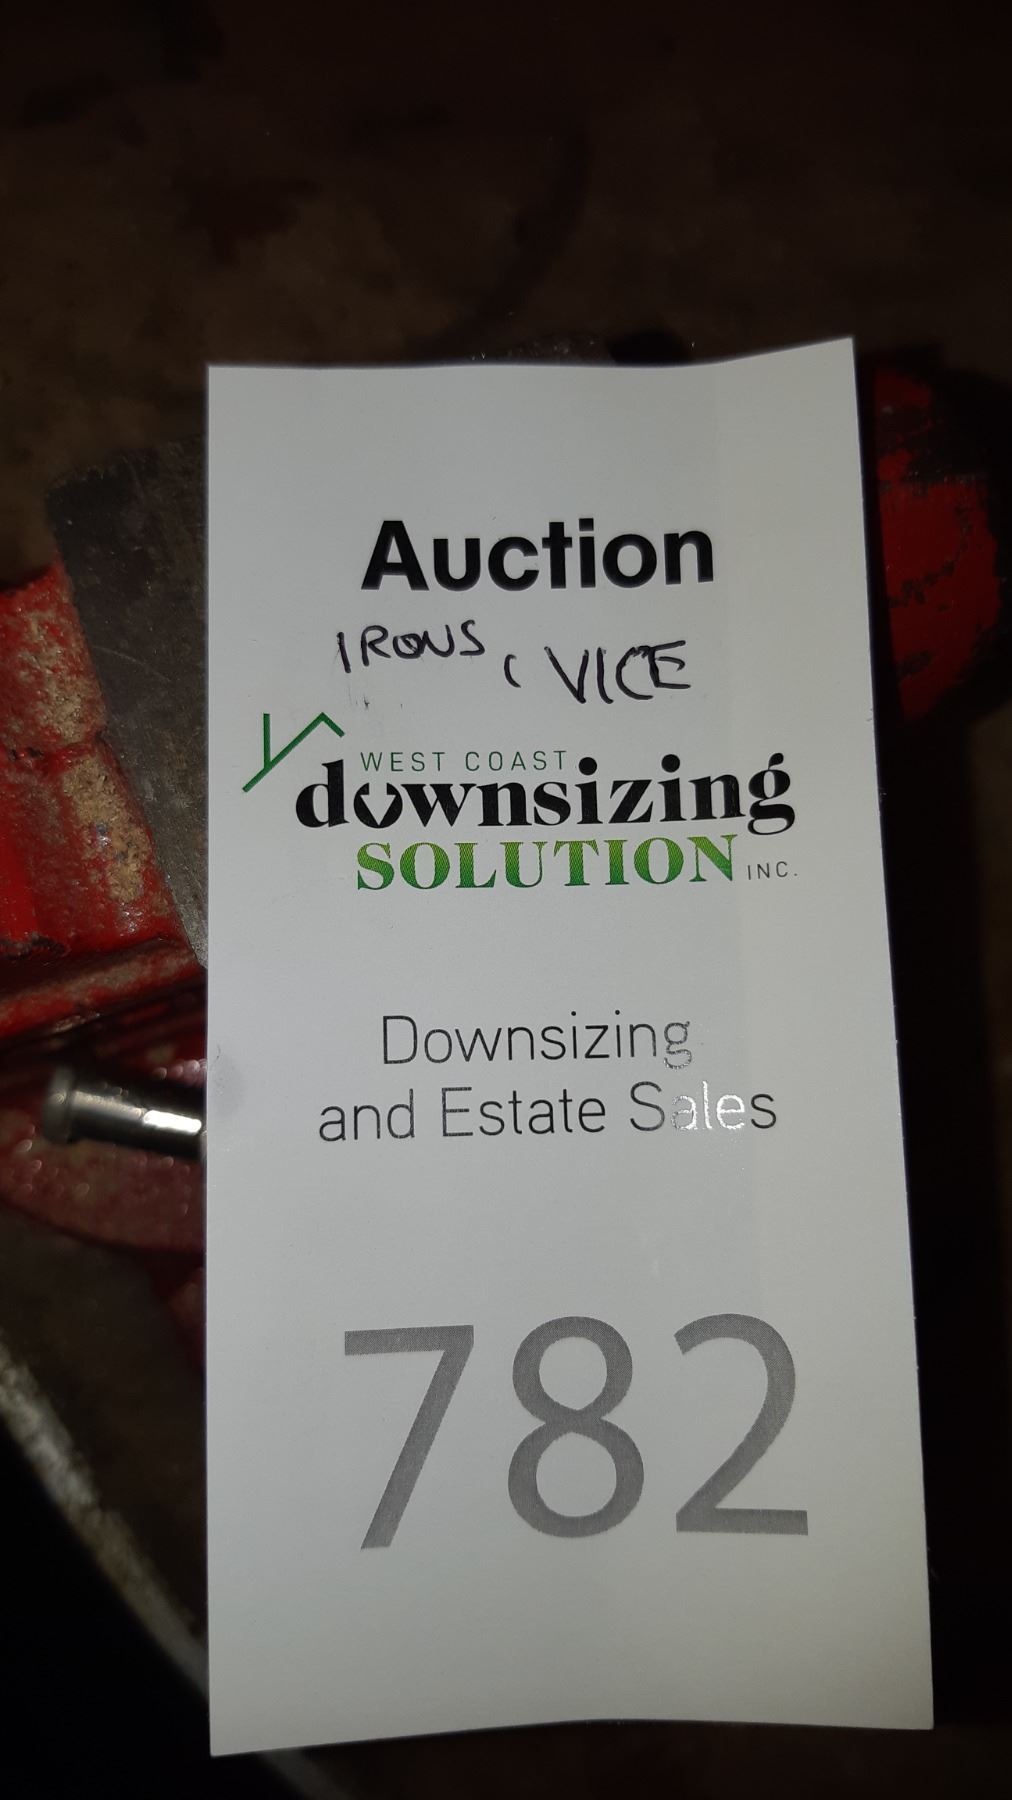 Auction
IRONS, VICE
WEST COAST
downsizing
SOLUTION INC.
Downsizing
and Estate Sales
782